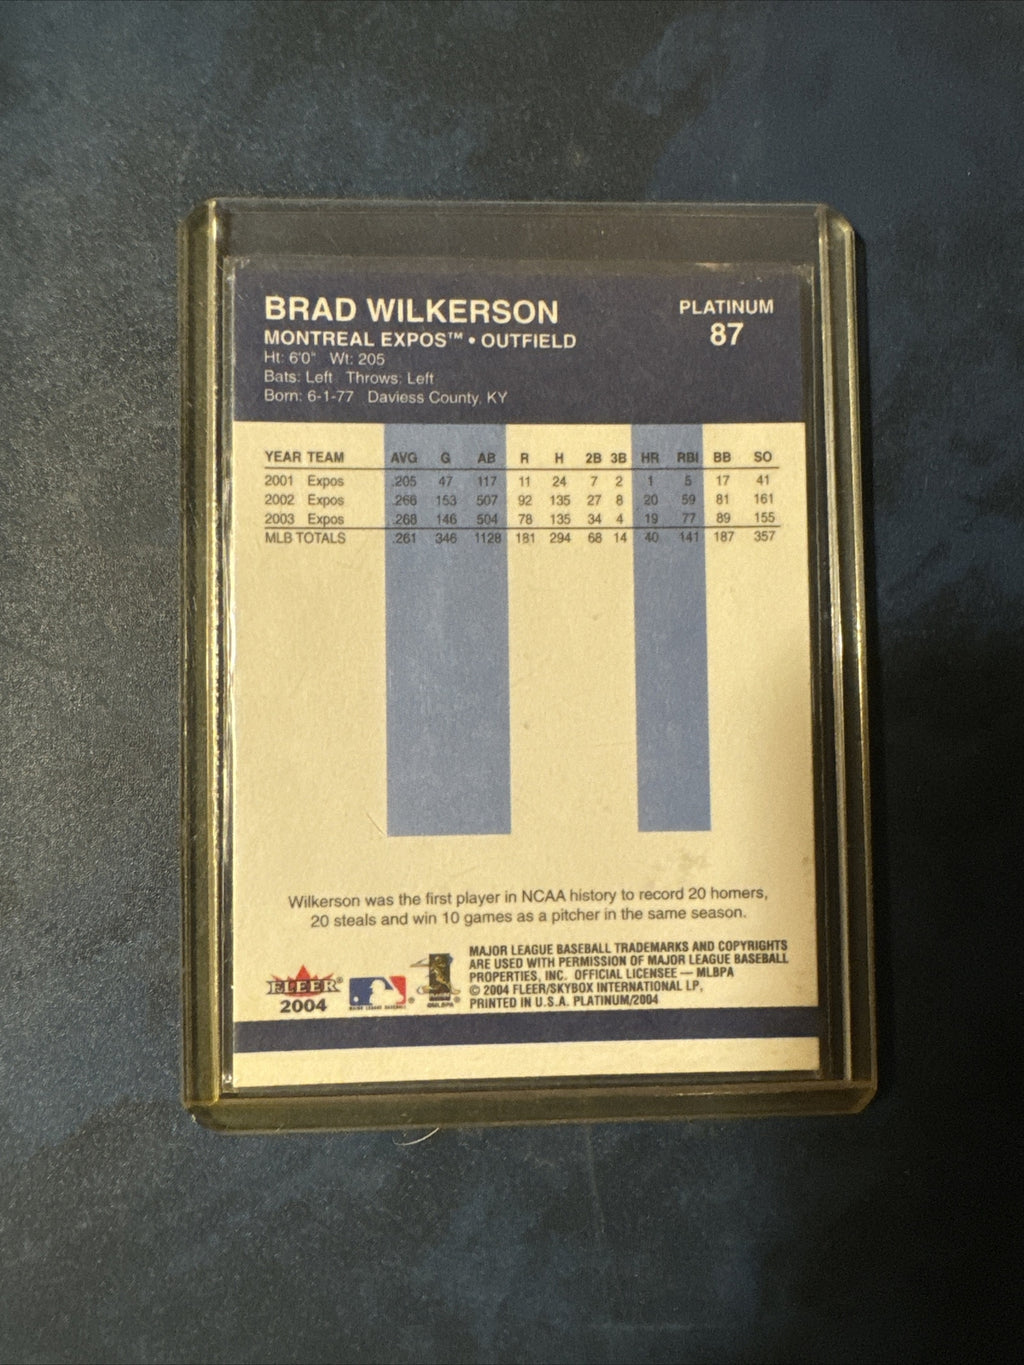 BRAD WILKERSON
PLATINUM
87
MONTREAL EXPOS™ • OUTFIELD
Ht: 6'0" Wt: 205
Bats: Left Throws: Left
Born: 6-1-77 Daviess County, KY
YEAR TEAM AVG G AB R H 2B 3B HR RBI BB SO
2001 Expos .205 47 117 11 24 7 2 1 5 17 41
2002 Expos .266 153 507 92 135 27 8 20 59 81 161
2003 Expos .268 146 504 78 135 34 4 19 77 89 155
MLB TOTALS .261 346 1128 181 294 68 14 40 141 187 357
Wilkerson was the first player in NCAA history to record 20 homers,
20 steals and win 10 games as a pitcher in the same season.
FLEER®
2004
MAJOR LEAGUE BASEBALL TRADEMARKS AND COPYRIGHTS
ARE USED WITH PERMISSION OF MAJOR LEAGUE BASEBALL
PROPERTIES, INC. OFFICIAL LICENSEE — MLBPA
© 2004 FLEER/SKYBOX INTERNATIONAL LP,
PRINTED IN U.S.A. PLATINUM/2004